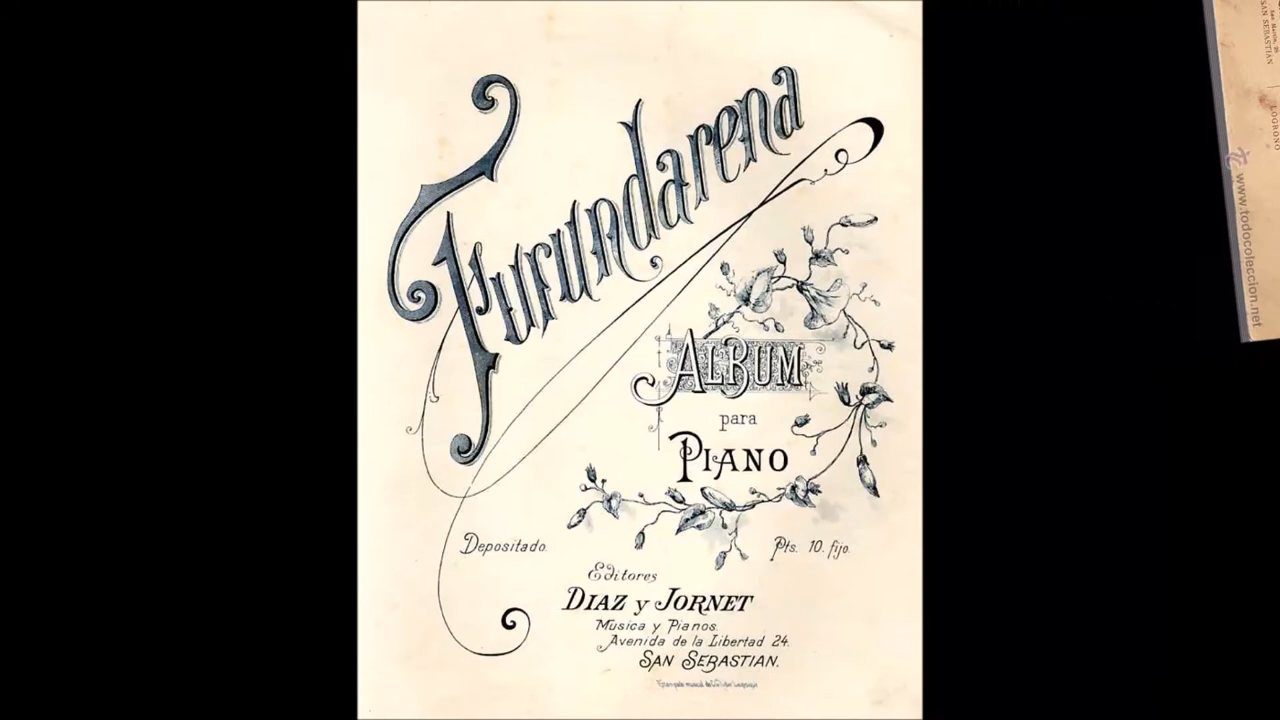 Yurundarena
ALBUM
para
PIANO
Depositado.
Pts. 10. fijo.
Editores
DIAZ y JORNET
Musica y Pianos.
Avenida de la Libertad 24.
SAN SEBASTIAN.
SAN SEBASTIAN
LOGROÑO
www.todocoleccion.net